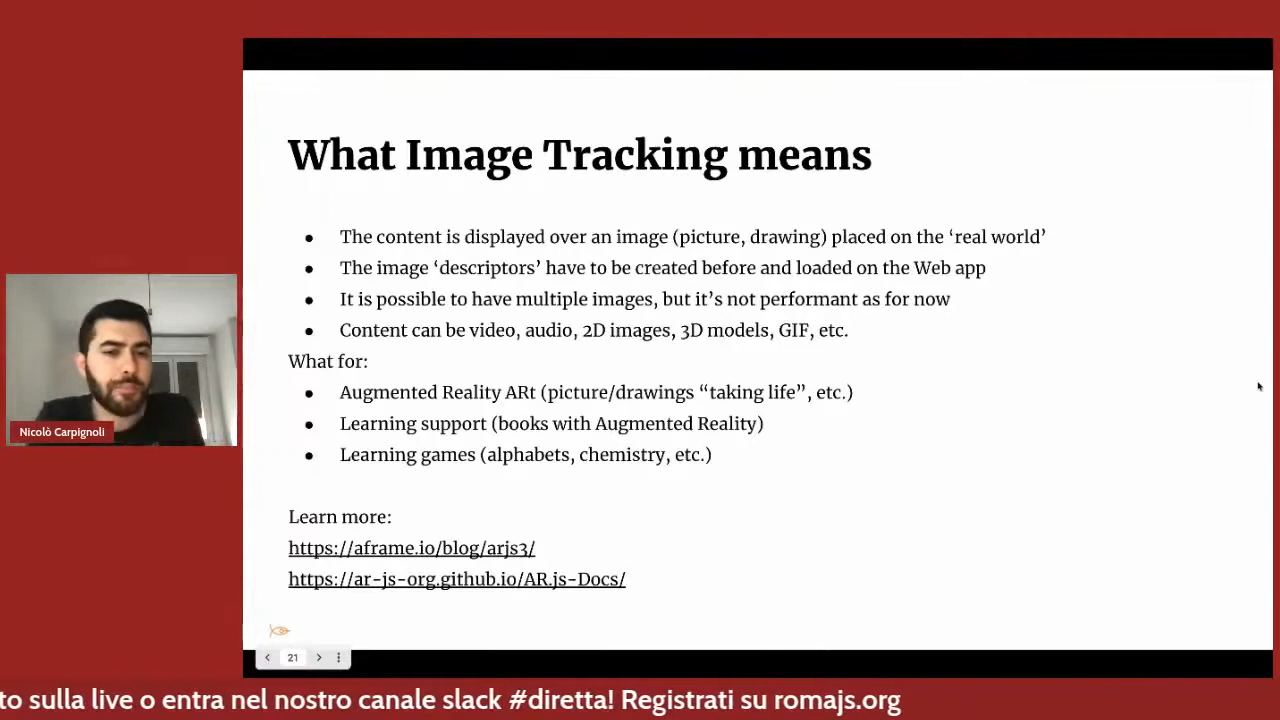 What Image Tracking means
● The content is displayed over an image (picture, drawing) placed on the ‘real world’
● The image ‘descriptors’ have to be created before and loaded on the Web app
● It is possible to have multiple images, but it’s not performant as for now
● Content can be video, audio, 2D images, 3D models, GIF, etc.
What for:
● Augmented Reality ARt (picture/drawings “taking life”, etc.)
● Learning support (books with Augmented Reality)
● Learning games (alphabets, chemistry, etc.)
Learn more:
https://aframe.io/blog/arjs3/
https://ar-js-org.github.io/AR.js-Docs/
Nicolò Carpignoli
21
to sulla live o entra nel nostro canale slack #diretta! Registrati su romajs.org